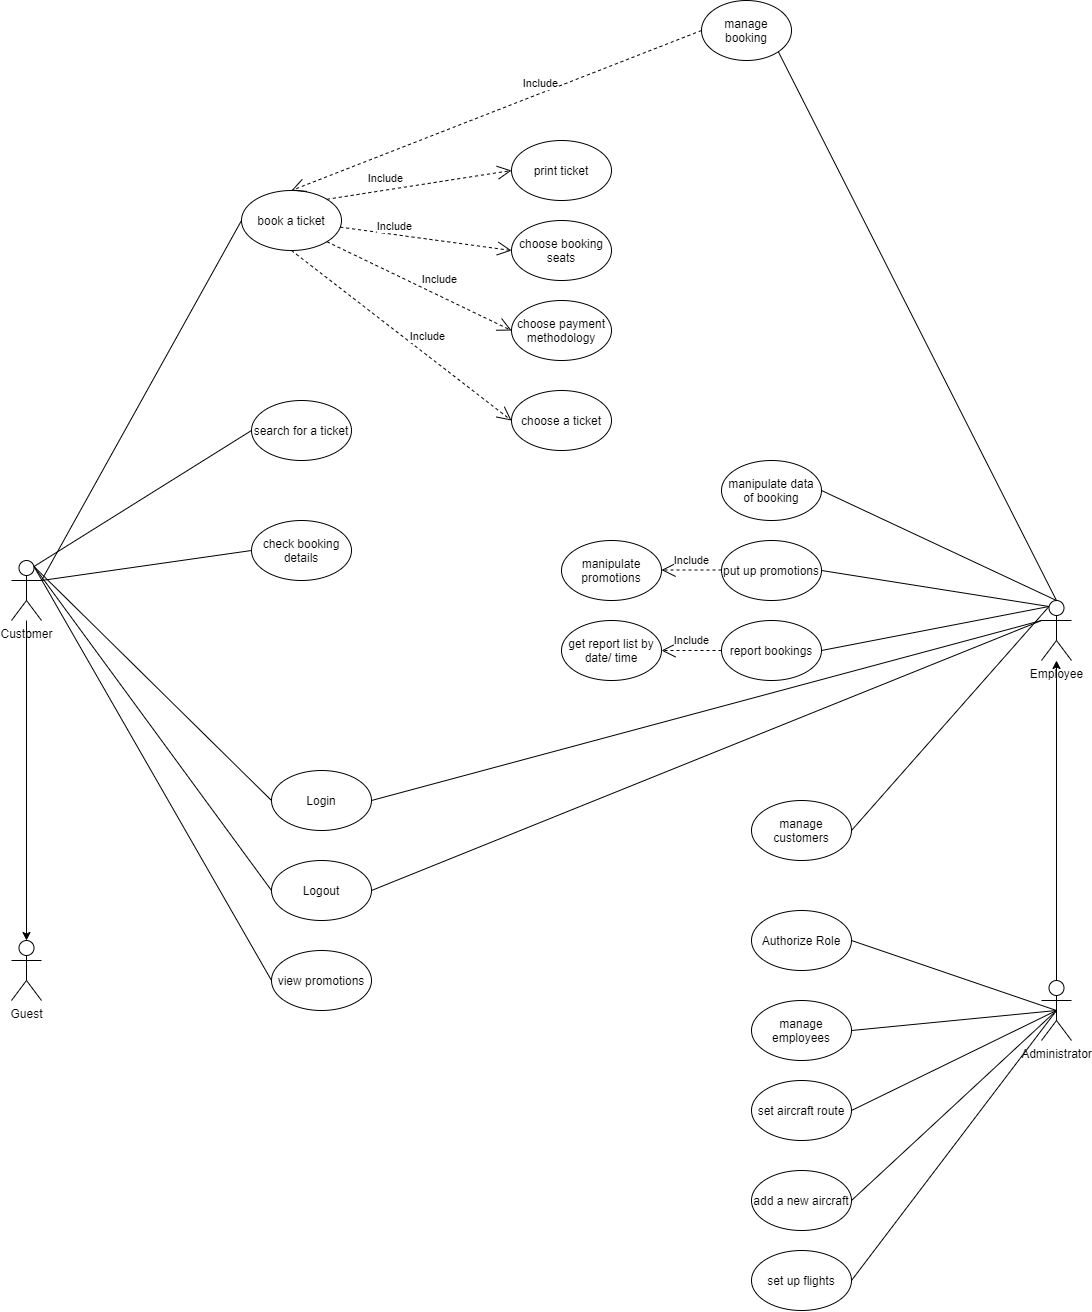 manage
booking
Include
print ticket
Include
book a ticket
Include
choose booking
seats
Include
choose payment
methodology
Include
choose a ticket
search for a ticket
manipulate data
of booking
check booking
details
Include
manipulate
promotions
put up promotions
Customer
Include
get report list by
date/ time
report bookings
Employee
Login
manage
customers
Logout
Authorize Role
view promotions
Guest
manage
employees
Administrator
set aircraft route
add a new aircraft
set up flights